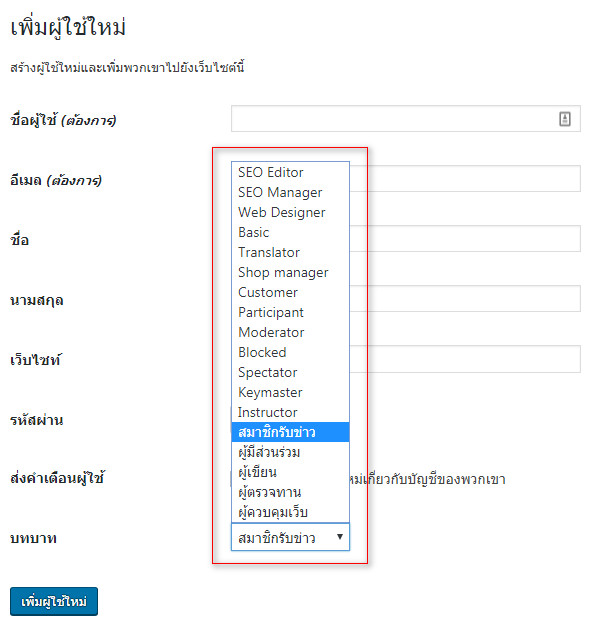 เพิ่มผู้ใช้ใหม่
สร้างผู้ใช้ใหม่และเพิ่มพวกเขาไปยังเว็บไซต์นี้
ชื่อผู้ใช้ (ต้องการ)
อีเมล (ต้องการ)
ชื่อ
นามสกุล
เว็บไซท์
รหัสผ่าน
ส่งคำเตือนผู้ใช้
หม่เกี่ยวกับบัญชีของพวกเขา
บทบาท
SEO Editor
SEO Manager
Web Designer
Basic
Translator
Shop manager
Customer
Participant
Moderator
Blocked
Spectator
Keymaster
Instructor
สมาชิกรับข่าว
ผู้มีส่วนร่วม
ผู้เขียน
ผู้ตรวจทาน
ผู้ควบคุมเว็บ
สมาชิกรับข่าว
เพิ่มผู้ใช้ใหม่